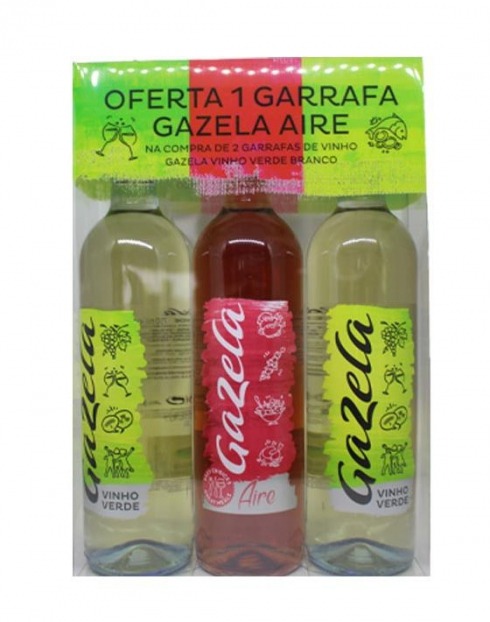 OFERTA 1 GARRAFA
GAZELA AIRE
NA COMPRA DE 2 GARRAFAS DE VINHO
GAZELA VINHO VERDE BRANCO
Gazela
VINHO
VERDE
Gazela
Aire
Gazela
VINHO
VERDE